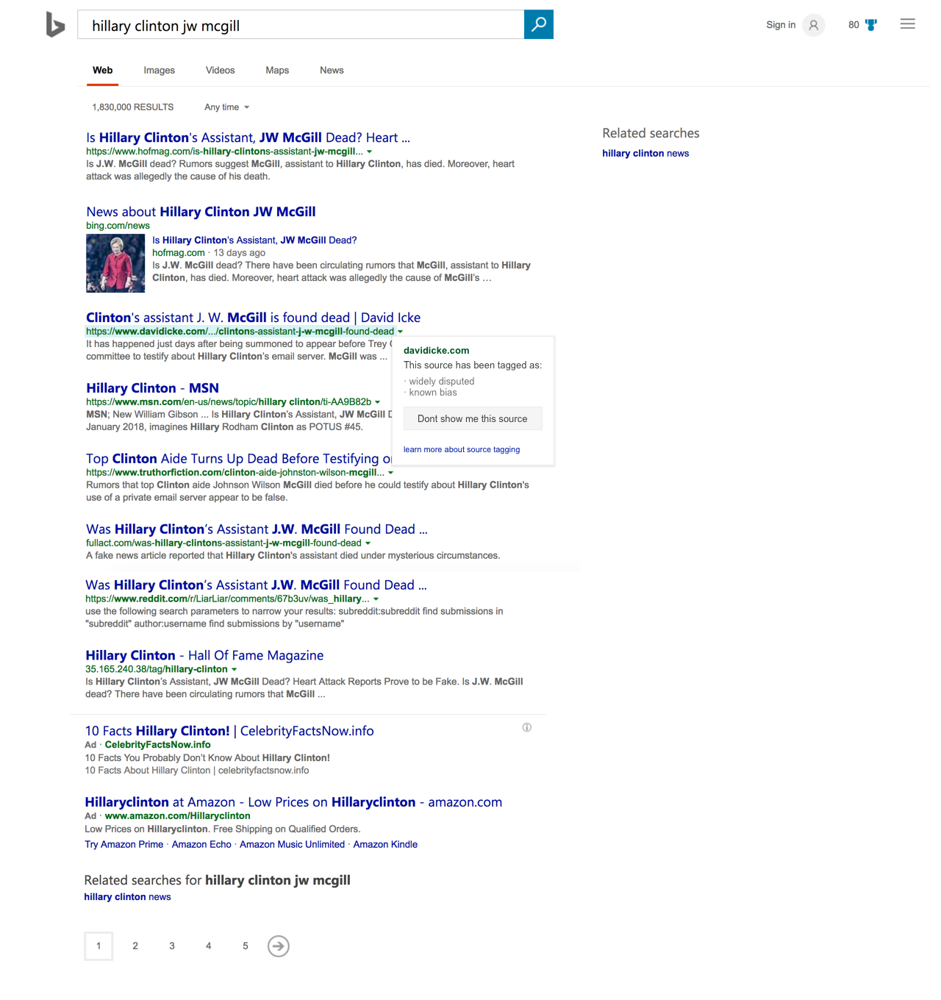 hillary clinton jw mcgill
Sign in
80
Web Images Videos Maps News
1,830,000 RESULTS Any time
Is Hillary Clinton's Assistant, JW McGill Dead? Heart ...
https://www.hofmag.com/is-hillary-clintons-assistant-jw-mcgill...
Is J.W. McGill dead? Rumors suggest McGill, assistant to Hillary Clinton, has died. Moreover, heart
attack was allegedly the cause of his death.
Related searches
hillary clinton news
News about Hillary Clinton JW McGill
bing.com/news
Is Hillary Clinton's Assistant, JW McGill Dead?
hofmag.com · 13 days ago
Is J.W. McGill dead? There have been circulating rumors that McGill, assistant to Hillary
Clinton, has died. Moreover, heart attack was allegedly the cause of McGill's …
Clinton's assistant J. W. McGill is found dead | David Icke
https://www.davidicke.com/.../clintons-assistant-j-w-mcgill-found-dead
It has happened just days after being summoned to appear before Trey
committee to testify about Hillary Clinton's email server. McGill was ...
davidicke.com
This source has been tagged as:
· widely disputed
· known bias
Dont show me this source
learn more about source tagging
Hillary Clinton - MSN
https://www.msn.com/en-us/news/topic/hillary clinton/ti-AA9B82b
MSN; New William Gibson ... Is Hillary Clinton's Assistant, JW McGill
January 2018, imagines Hillary Rodham Clinton as POTUS #45.
Top Clinton Aide Turns Up Dead Before Testifying
https://www.truthorfiction.com/clinton-aide-johnston-wilson-mcgill...
Rumors that top Clinton aide Johnson Wilson McGill died before he could testify about Hillary Clinton's
use of a private email server appear to be false.
Was Hillary Clinton's Assistant J.W. McGill Found Dead ...
fullact.com/was-hillary-clintons-assistant-j-w-mcgill-found-dead
A fake news article reported that Hillary Clinton's assistant died under mysterious circumstances.
Was Hillary Clinton's Assistant J.W. McGill Found Dead ...
https://www.reddit.com/r/LiarLiar/comments/67b3uv/was_hillary...
use the following search parameters to narrow your results: subreddit:subreddit find submissions in
"subreddit" author:username find submissions by "username"
Hillary Clinton - Hall Of Fame Magazine
35.165.240.38/tag/hillary-clinton
Is Hillary Clinton's Assistant, JW McGill Dead? Heart Attack Reports Prove to be Fake. Is J.W. McGill
dead? There have been circulating rumors that McGill ...
10 Facts Hillary Clinton! | CelebrityFactsNow.info
Ad · CelebrityFactsNow.info
10 Facts You Probably Don't Know About Hillary Clinton!
10 Facts About Hillary Clinton | celebrityfactsnow.info
Hillaryclinton at Amazon - Low Prices on Hillaryclinton - amazon.com
Ad · www.amazon.com/Hillaryclinton
Low Prices on Hillaryclinton. Free Shipping on Qualified Orders.
Try Amazon Prime · Amazon Echo · Amazon Music Unlimited · Amazon Kindle
Related searches for hillary clinton jw mcgill
hillary clinton news
1 2 3 4 5